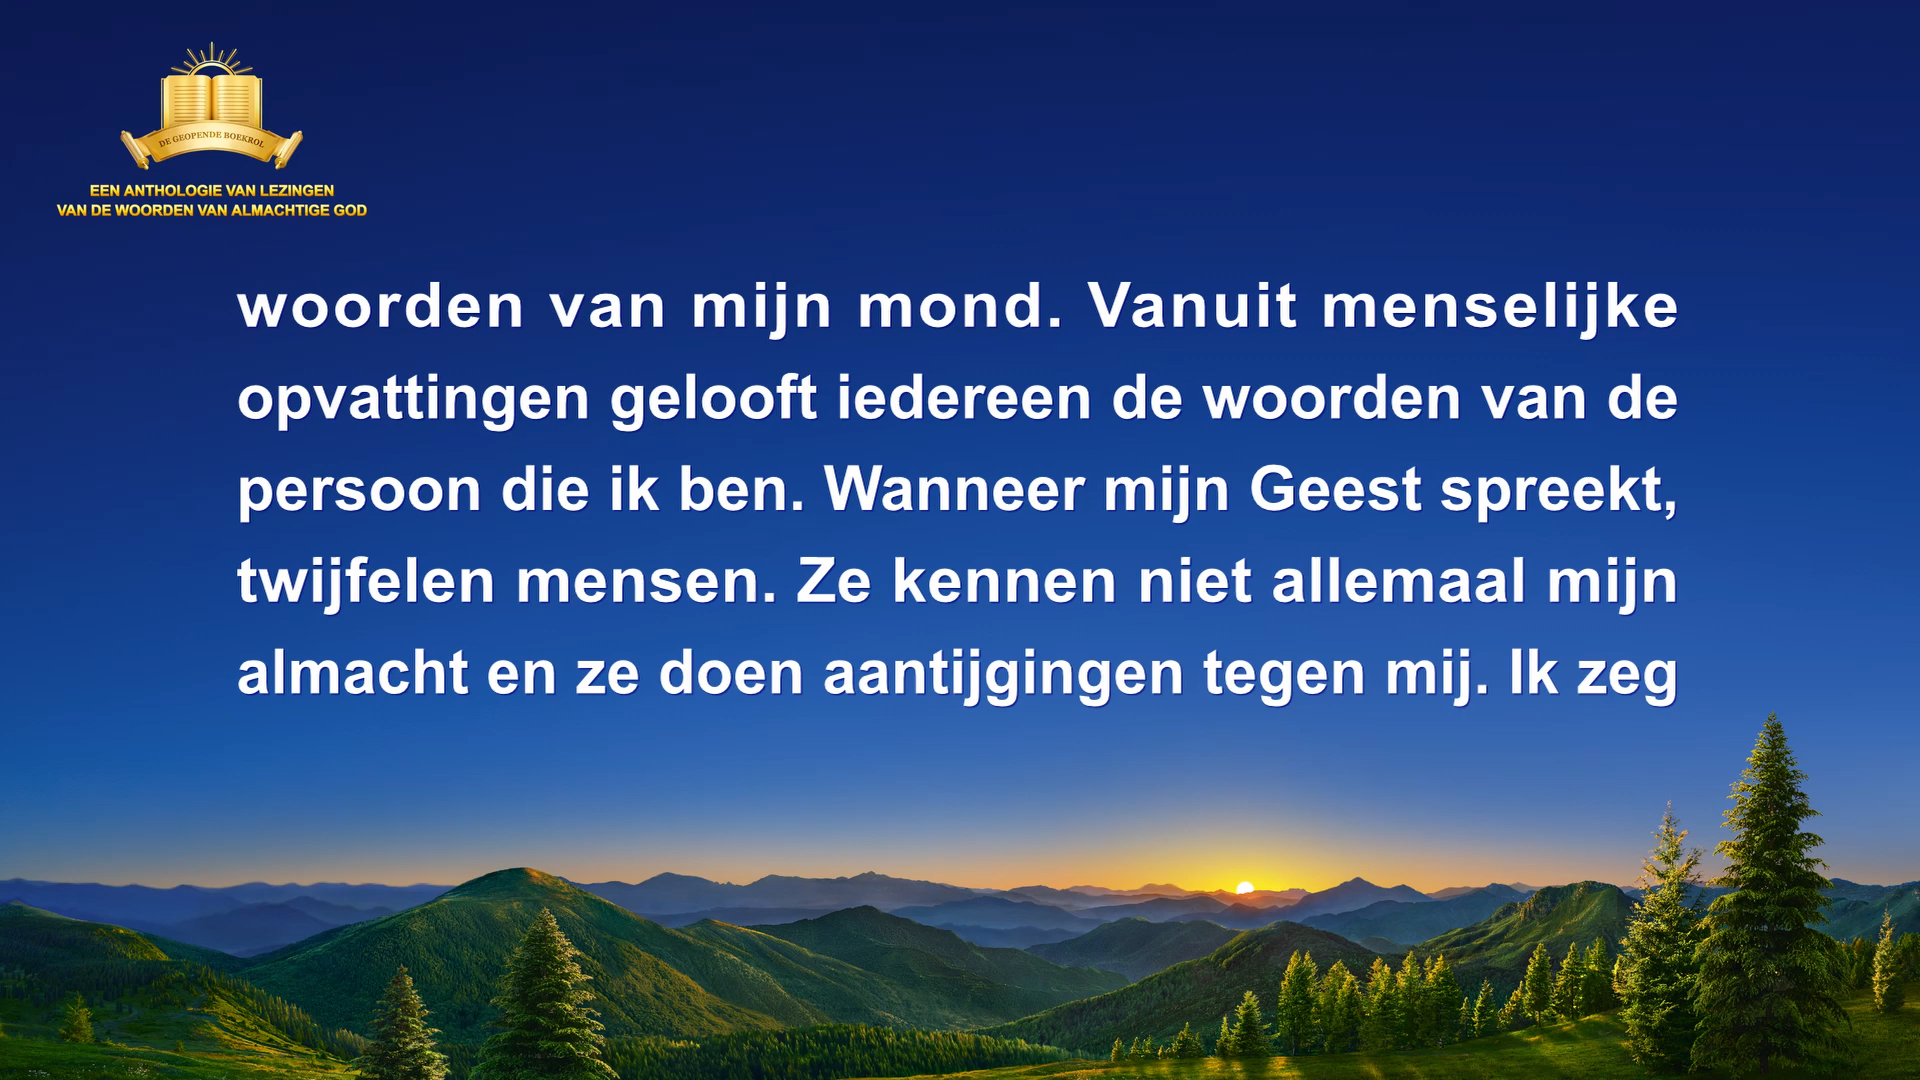 DE GEOPENDE BOEKROL
EEN ANTHOLOGIE VAN LEZINGEN
VAN DE WOORDEN VAN ALMACHTIGE GOD
woorden van mijn mond. Vanuit menselijke
opvattingen gelooft iedereen de woorden van de
persoon die ik ben. Wanneer mijn Geest spreekt,
twijfelen mensen. Ze kennen niet allemaal mijn
almacht en ze doen aantijgingen tegen mij. Ik zeg